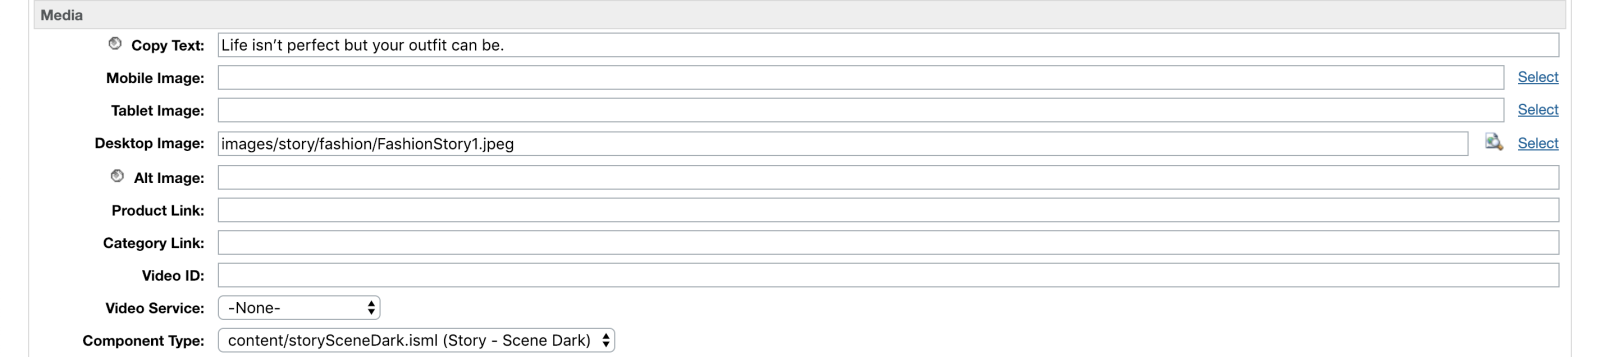 Media
Copy Text: Life isn’t perfect but your outfit can be.
Mobile Image: Select
Tablet Image: Select
Desktop Image: images/story/fashion/FashionStory1.jpeg Select
Alt Image:
Product Link:
Category Link:
Video ID:
Video Service: -None-
Component Type: content/storySceneDark.isml (Story - Scene Dark)